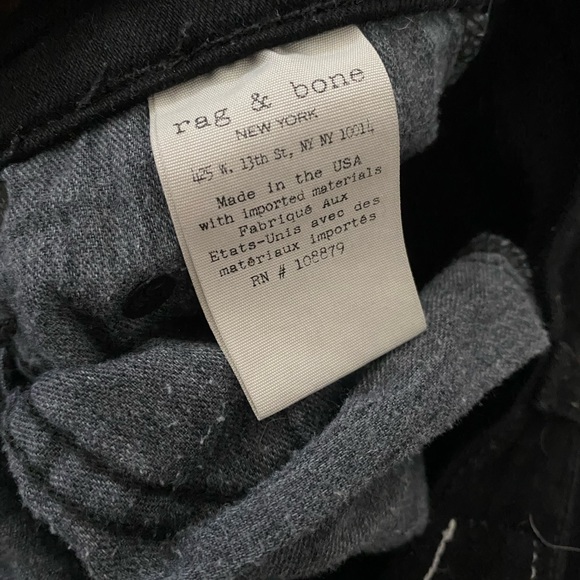 rag & bone
NEW YORK
425 W. 13th St, NY NY 10014
Made in the USA
with imported materials
Fabriqué Aux
Etats-Unis avec des
matériaux importés
RN # 108879